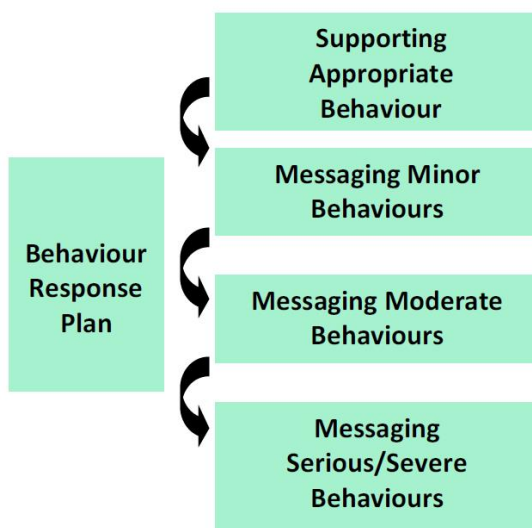 Supporting
Appropriate
Behaviour
Messaging Minor
Behaviours
Behaviour
Response
Plan
Messaging Moderate
Behaviours
Messaging
Serious/Severe
Behaviours